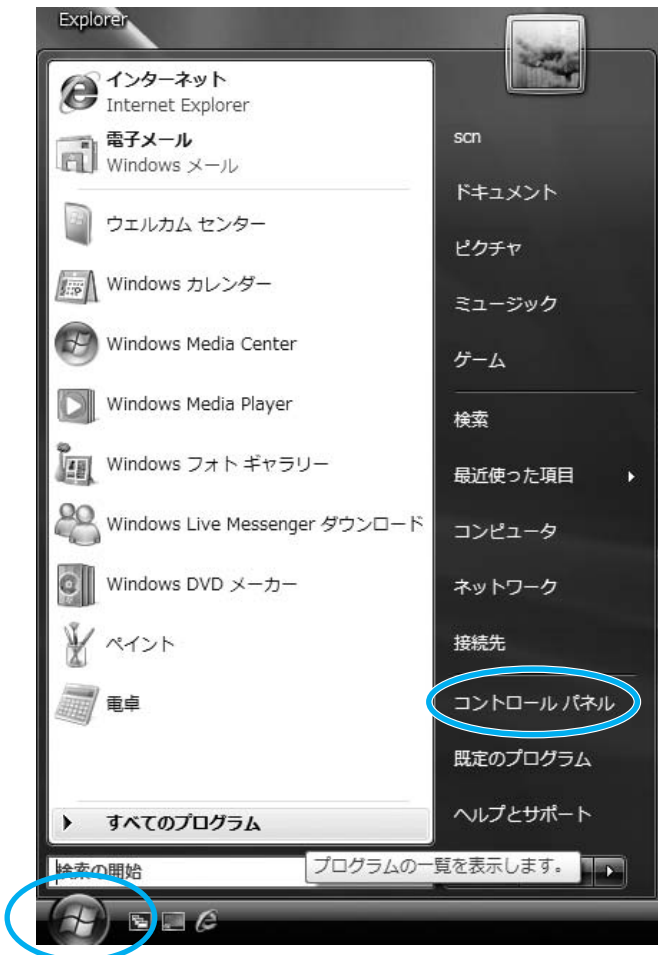 Explorer
インターネット
Internet Explorer
電子メール
Windows メール
ウェルカム センター
Windows カレンダー
Windows Media Center
Windows Media Player
Windows フォト ギャラリー
Windows Live Messenger ダウンロード
Windows DVD メーカー
ペイント
電卓
すべてのプログラム
検索の開始
プログラムの一覧を表示します。
scn
ドキュメント
ピクチャ
ミュージック
ゲーム
検索
最近使った項目
コンピュータ
ネットワーク
接続先
コントロール パネル
既定のプログラム
ヘルプとサポート